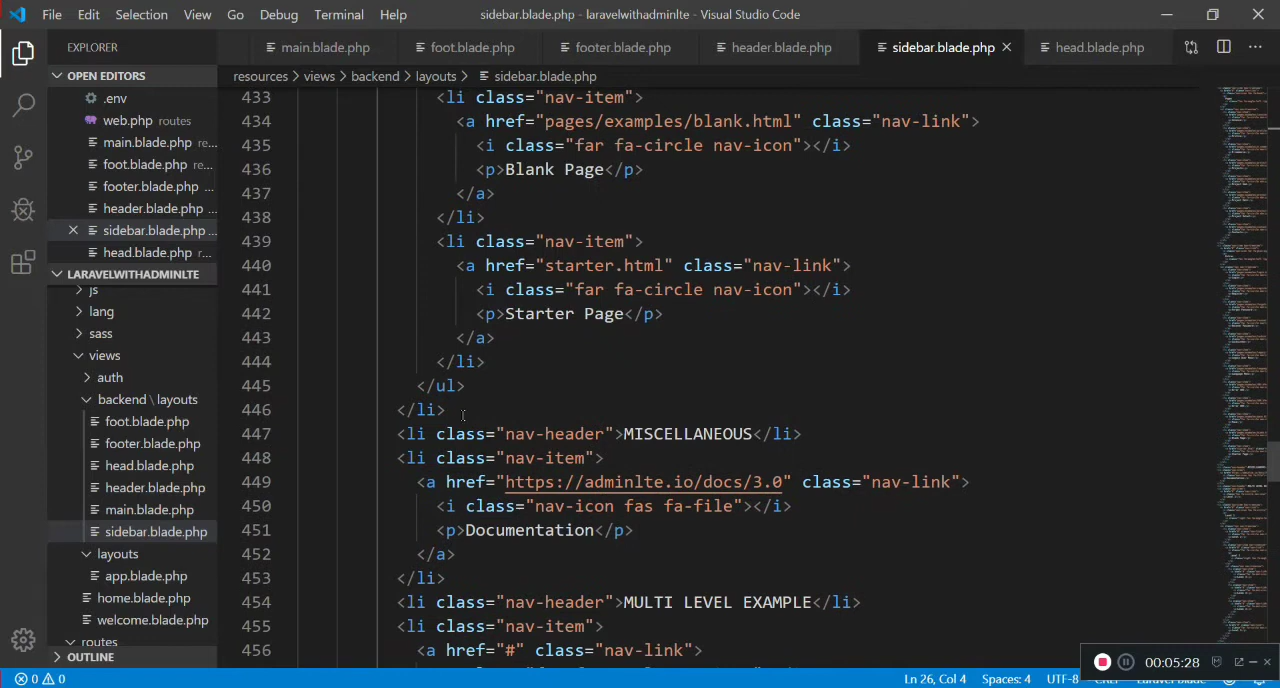 File Edit Selection View Go Debug Terminal Help sidebar.blade.php - laravelwithadminlte - Visual Studio Code
EXPLORER
main.blade.php foot.blade.php footer.blade.php header.blade.php sidebar.blade.php head.blade.php
OPEN EDITORS
.env
web.php routes
main.blade.php re...
foot.blade.php re...
footer.blade.php ...
header.blade.php ...
sidebar.blade.php ...
head.blade.php r...
LARAVELWITHADMINLTE
js
lang
sass
views
auth
backend \ layouts
foot.blade.php
footer.blade.php
head.blade.php
header.blade.php
main.blade.php
sidebar.blade.php
layouts
app.blade.php
home.blade.php
welcome.blade.php
routes
OUTLINE
resources > views > backend > layouts > sidebar.blade.php
433 <li class="nav-item">
434 <a href="pages/examples/blank.html" class="nav-link">
435 <i class="far fa-circle nav-icon"></i>
436 <p>Blank Page</p>
437 </a>
438 </li>
439 <li class="nav-item">
440 <a href="starter.html" class="nav-link">
441 <i class="far fa-circle nav-icon"></i>
442 <p>Starter Page</p>
443 </a>
444 </li>
445 </ul>
446 </li>
447 <li class="nav-header">MISCELLANEOUS</li>
448 <li class="nav-item">
449 <a href="https://adminlte.io/docs/3.0" class="nav-link">
450 <i class="nav-icon fas fa-file"></i>
451 <p>Documentation</p>
452 </a>
453 </li>
454 <li class="nav-header">MULTI LEVEL EXAMPLE</li>
455 <li class="nav-item">
456 <a href="#" class="nav-link">
00:05:28
0 0 Ln 26, Col 4 Spaces: 4 UTF-8